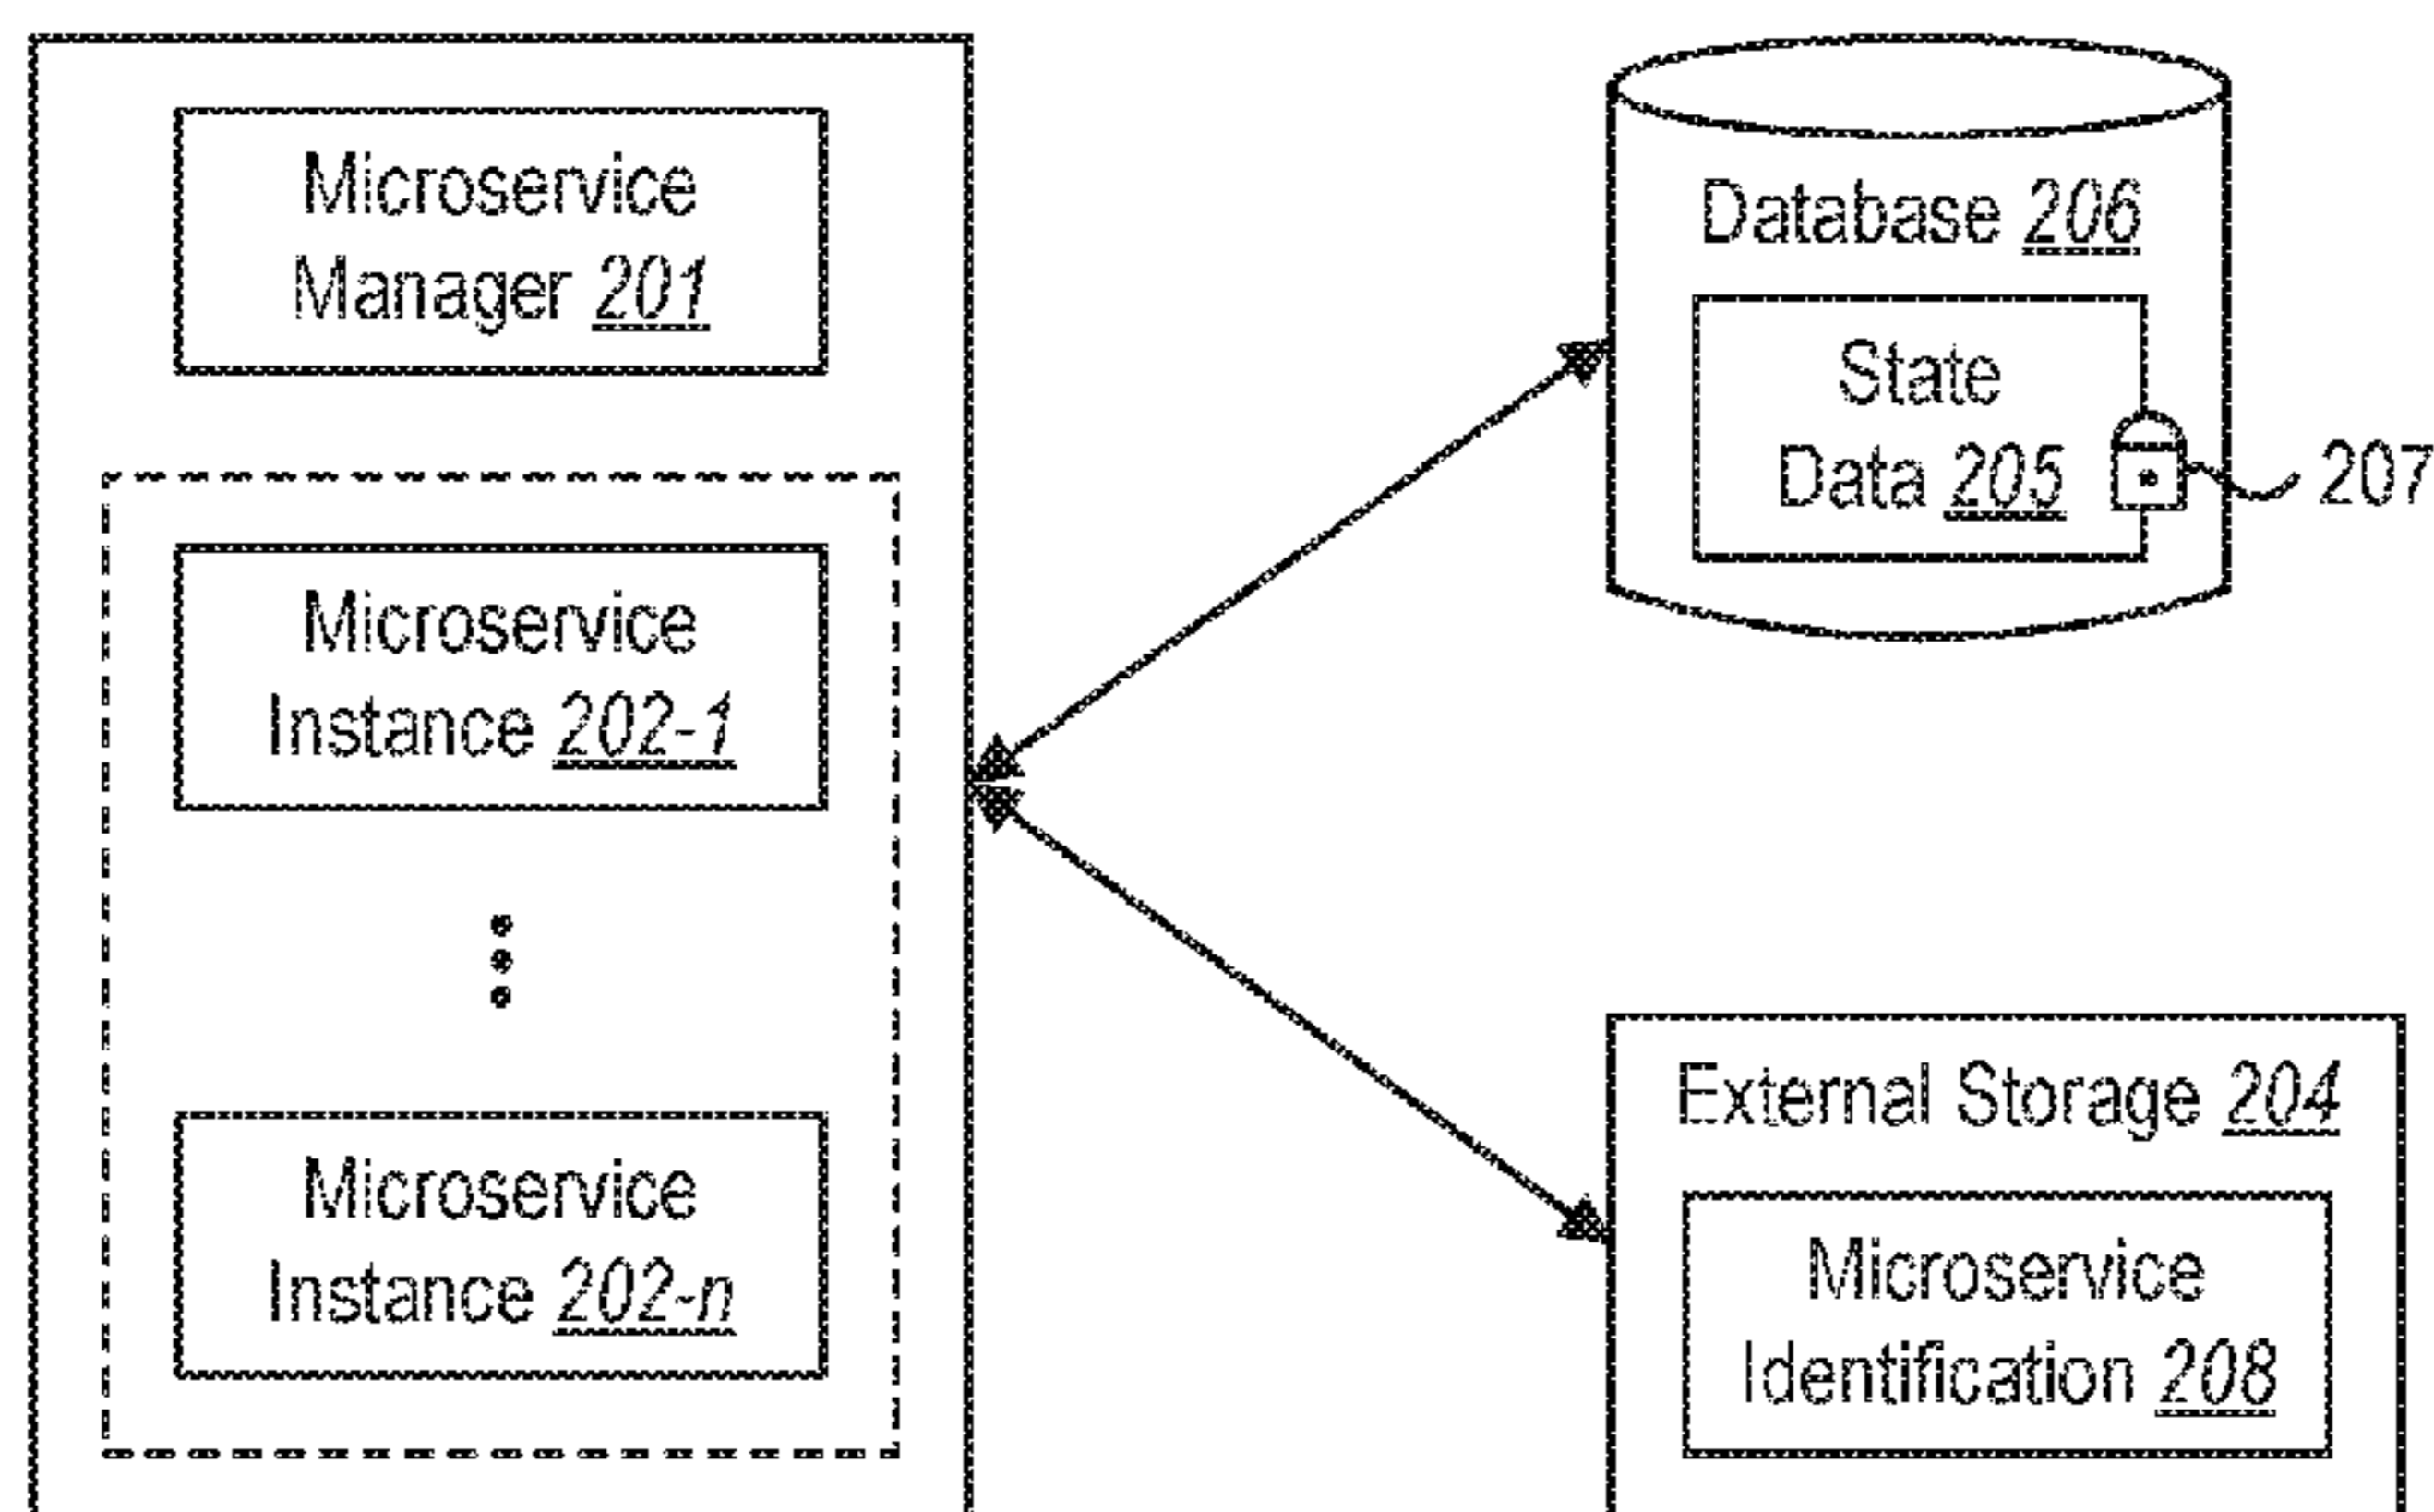 Microservice
Manager 201
Microservice
Instance 202-1
Microservice
Instance 202-n
Database 206
State
Data 205
207
External Storage 204
Microservice
Identification 208